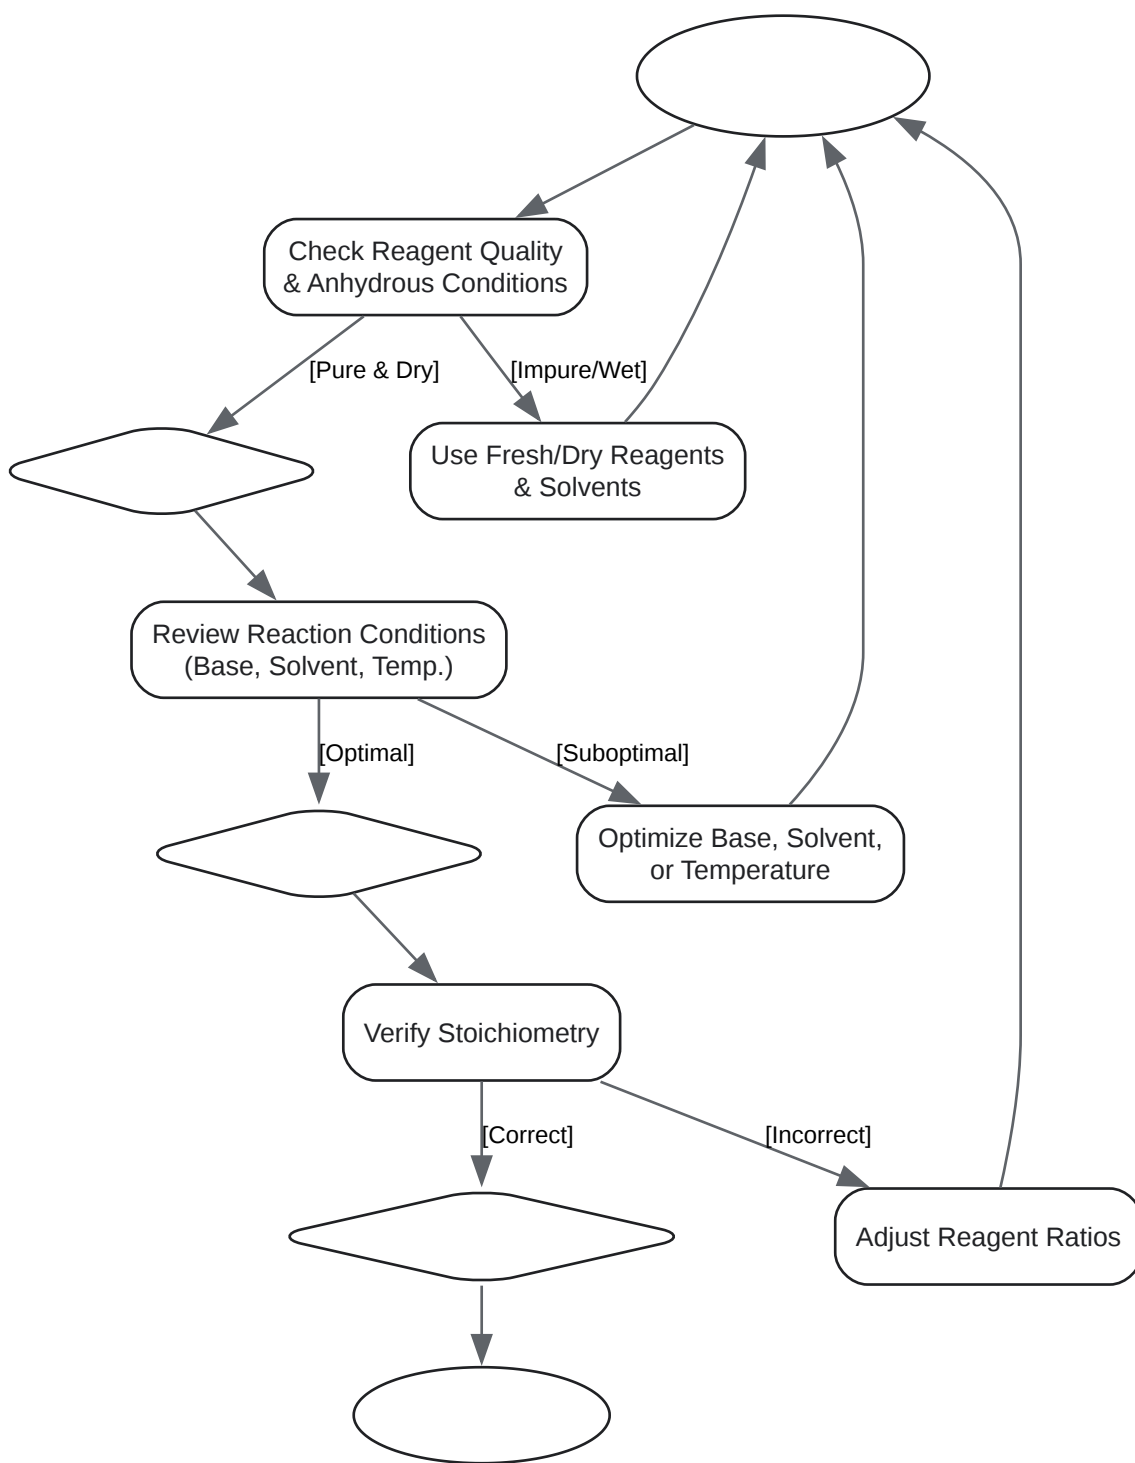 Check Reagent Quality
& Anhydrous Conditions
[Pure & Dry]
[Impure/Wet]
Use Fresh/Dry Reagents
& Solvents
Review Reaction Conditions
(Base, Solvent, Temp.)
[Optimal]
[Suboptimal]
Optimize Base, Solvent,
or Temperature
Verify Stoichiometry
[Correct]
[Incorrect]
Adjust Reagent Ratios